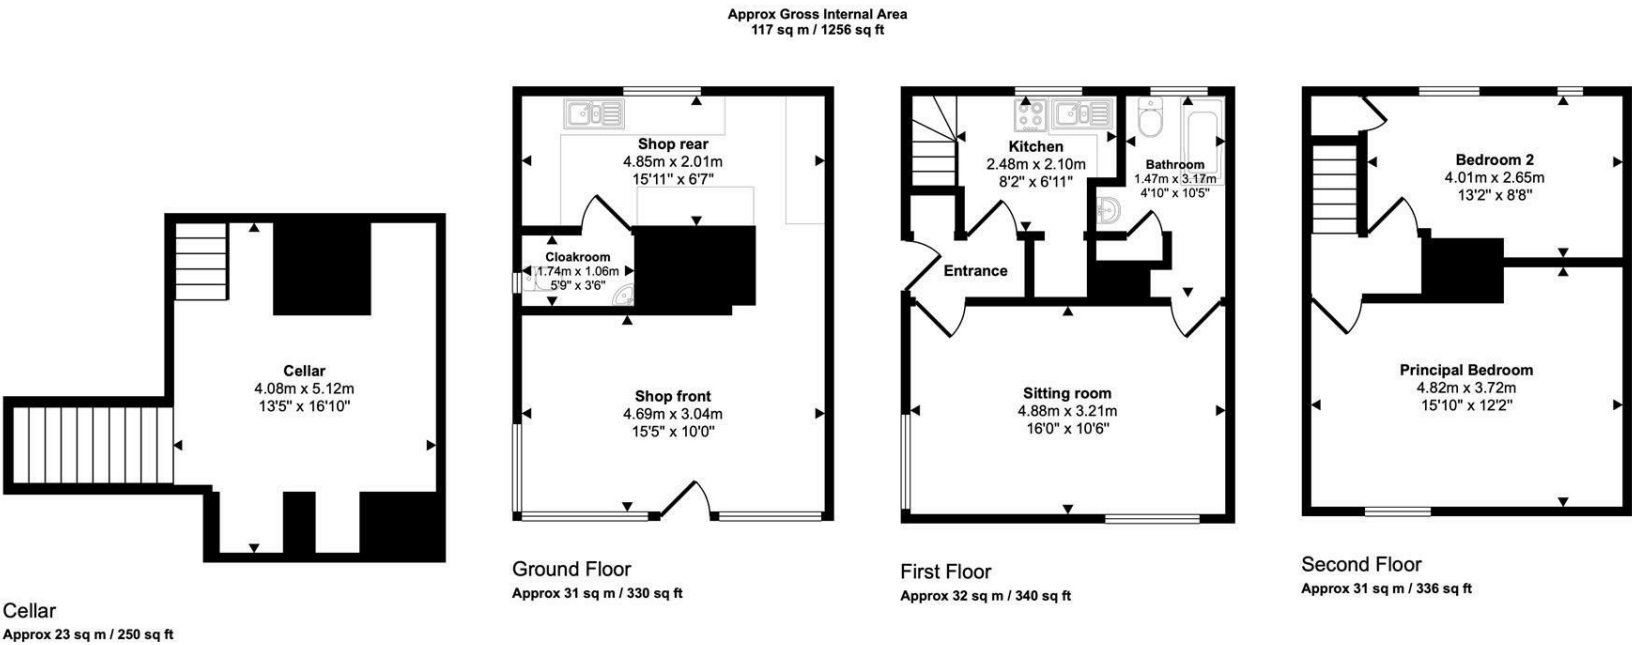 Approx Gross Internal Area
117 sq m / 1256 sq ft
Cellar
4.08m x 5.12m
13'5" x 16'10"
Cellar
Approx 23 sq m / 250 sq ft
Shop rear
4.85m x 2.01m
15'11" x 6'7"
Cloakroom
1.74m x 1.06m
5'9" x 3'6"
Shop front
4.69m x 3.04m
15'5" x 10'0"
Ground Floor
Approx 31 sq m / 330 sq ft
Kitchen
2.48m x 2.10m
8'2" x 6'11"
Bathroom
1.47m x 3.17m
4'10" x 10'5"
Entrance
Sitting room
4.88m x 3.21m
16'0" x 10'6"
First Floor
Approx 32 sq m / 340 sq ft
Bedroom 2
4.01m x 2.65m
13'2" x 8'8"
Principal Bedroom
4.82m x 3.72m
15'10" x 12'2"
Second Floor
Approx 31 sq m / 336 sq ft